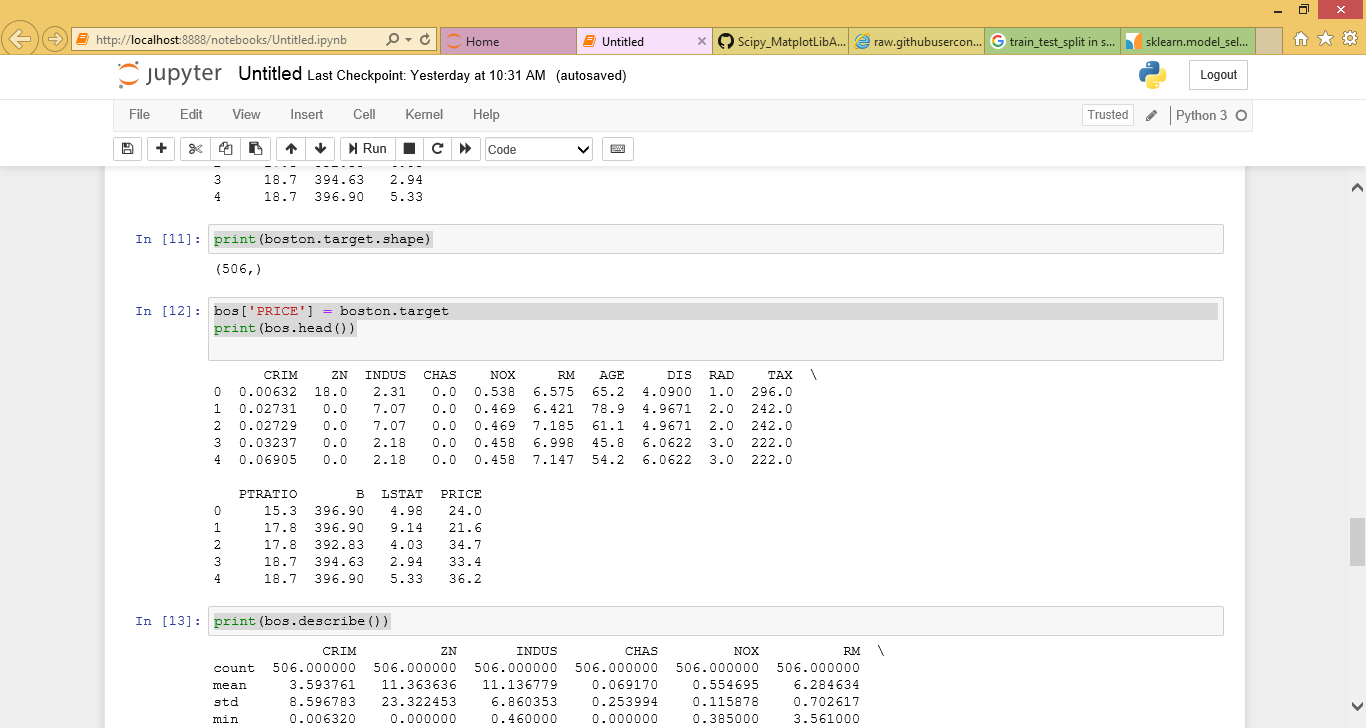 http://localhost:8888/notebooks/Untitled.ipynb
Home
Untitled
Scipy_MatplotLibA...
raw.githubusercon...
train_test_split in s...
sklearn.model_sel...
jupyter Untitled Last Checkpoint: Yesterday at 10:31 AM (autosaved)
Logout
File Edit View Insert Cell Kernel Help
Trusted Python 3
Run Code
3 18.7 394.63 2.94
4 18.7 396.90 5.33
In [11]: print(boston.target.shape)
(506,)
In [12]: bos['PRICE'] = boston.target
print(bos.head())
CRIM ZN INDUS CHAS NOX RM AGE DIS RAD TAX \
0 0.00632 18.0 2.31 0.0 0.538 6.575 65.2 4.0900 1.0 296.0
1 0.02731 0.0 7.07 0.0 0.469 6.421 78.9 4.9671 2.0 242.0
2 0.02729 0.0 7.07 0.0 0.469 7.185 61.1 4.9671 2.0 242.0
3 0.03237 0.0 2.18 0.0 0.458 6.998 45.8 6.0622 3.0 222.0
4 0.06905 0.0 2.18 0.0 0.458 7.147 54.2 6.0622 3.0 222.0
PTRATIO B LSTAT PRICE
0 15.3 396.90 4.98 24.0
1 17.8 396.90 9.14 21.6
2 17.8 392.83 4.03 34.7
3 18.7 394.63 2.94 33.4
4 18.7 396.90 5.33 36.2
In [13]: print(bos.describe())
CRIM ZN INDUS CHAS NOX RM \
count 506.000000 506.000000 506.000000 506.000000 506.000000 506.000000
mean 3.593761 11.363636 11.136779 0.069170 0.554695 6.284634
std 8.596783 23.322453 6.860353 0.253994 0.115878 0.702617
min 0.006320 0.000000 0.460000 0.000000 0.385000 3.561000